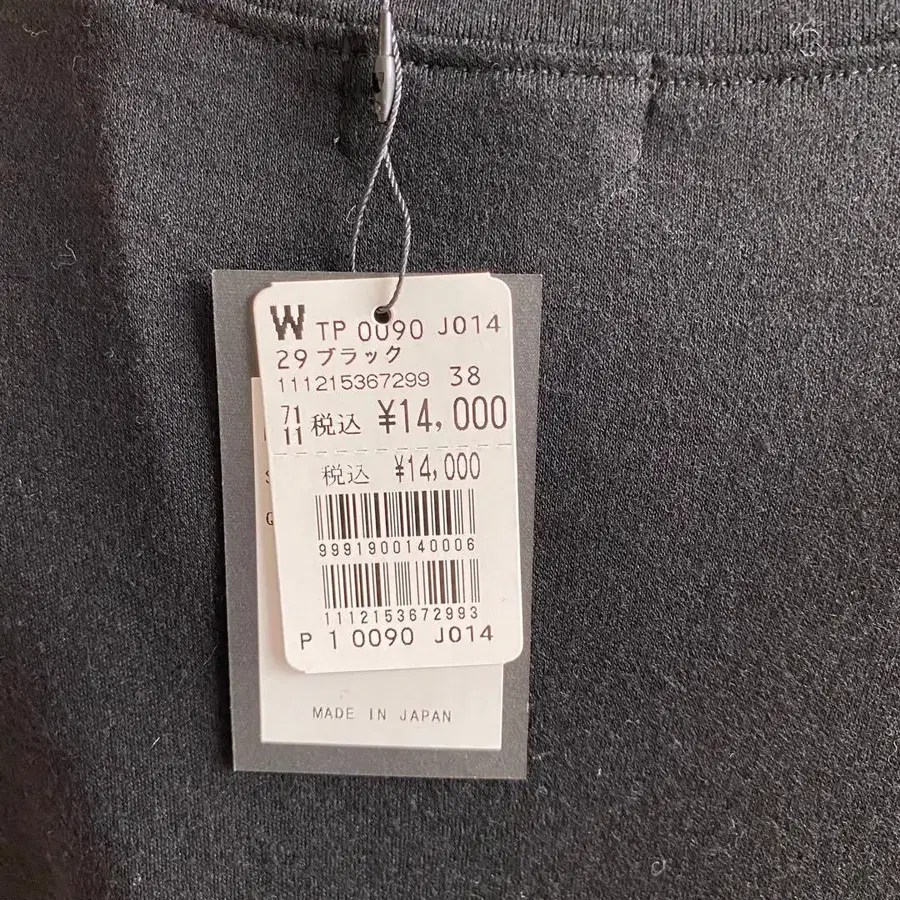 W TP 0090 J014
29 ブラック
111215367299 38
71
11 税込 ¥14,000
税込 ¥14,000
9991900140006
1112153672993
P 1 0090 J014
S
Q
MADE IN JAPAN